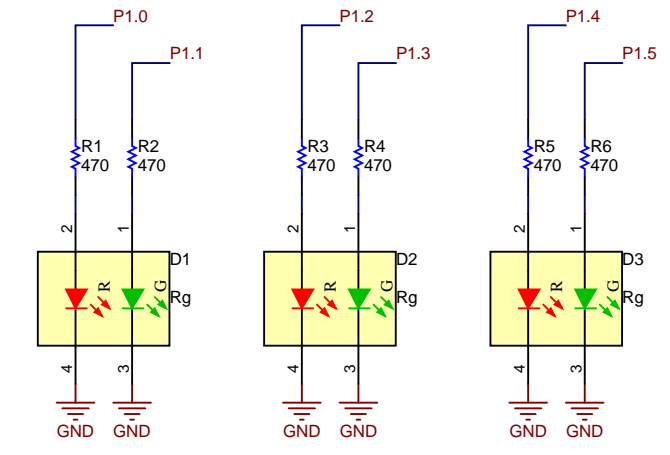 P1.0 P1.2 P1.4
P1.1 P1.3 P1.5
R1 R2 R3 R4 R5 R6
470 470 470 470 470 470
2 1 2 1 2 1
D1 D2 D3
R G R G R G
Rg Rg Rg
4 3 4 3 4 3
GND GND GND GND GND GND